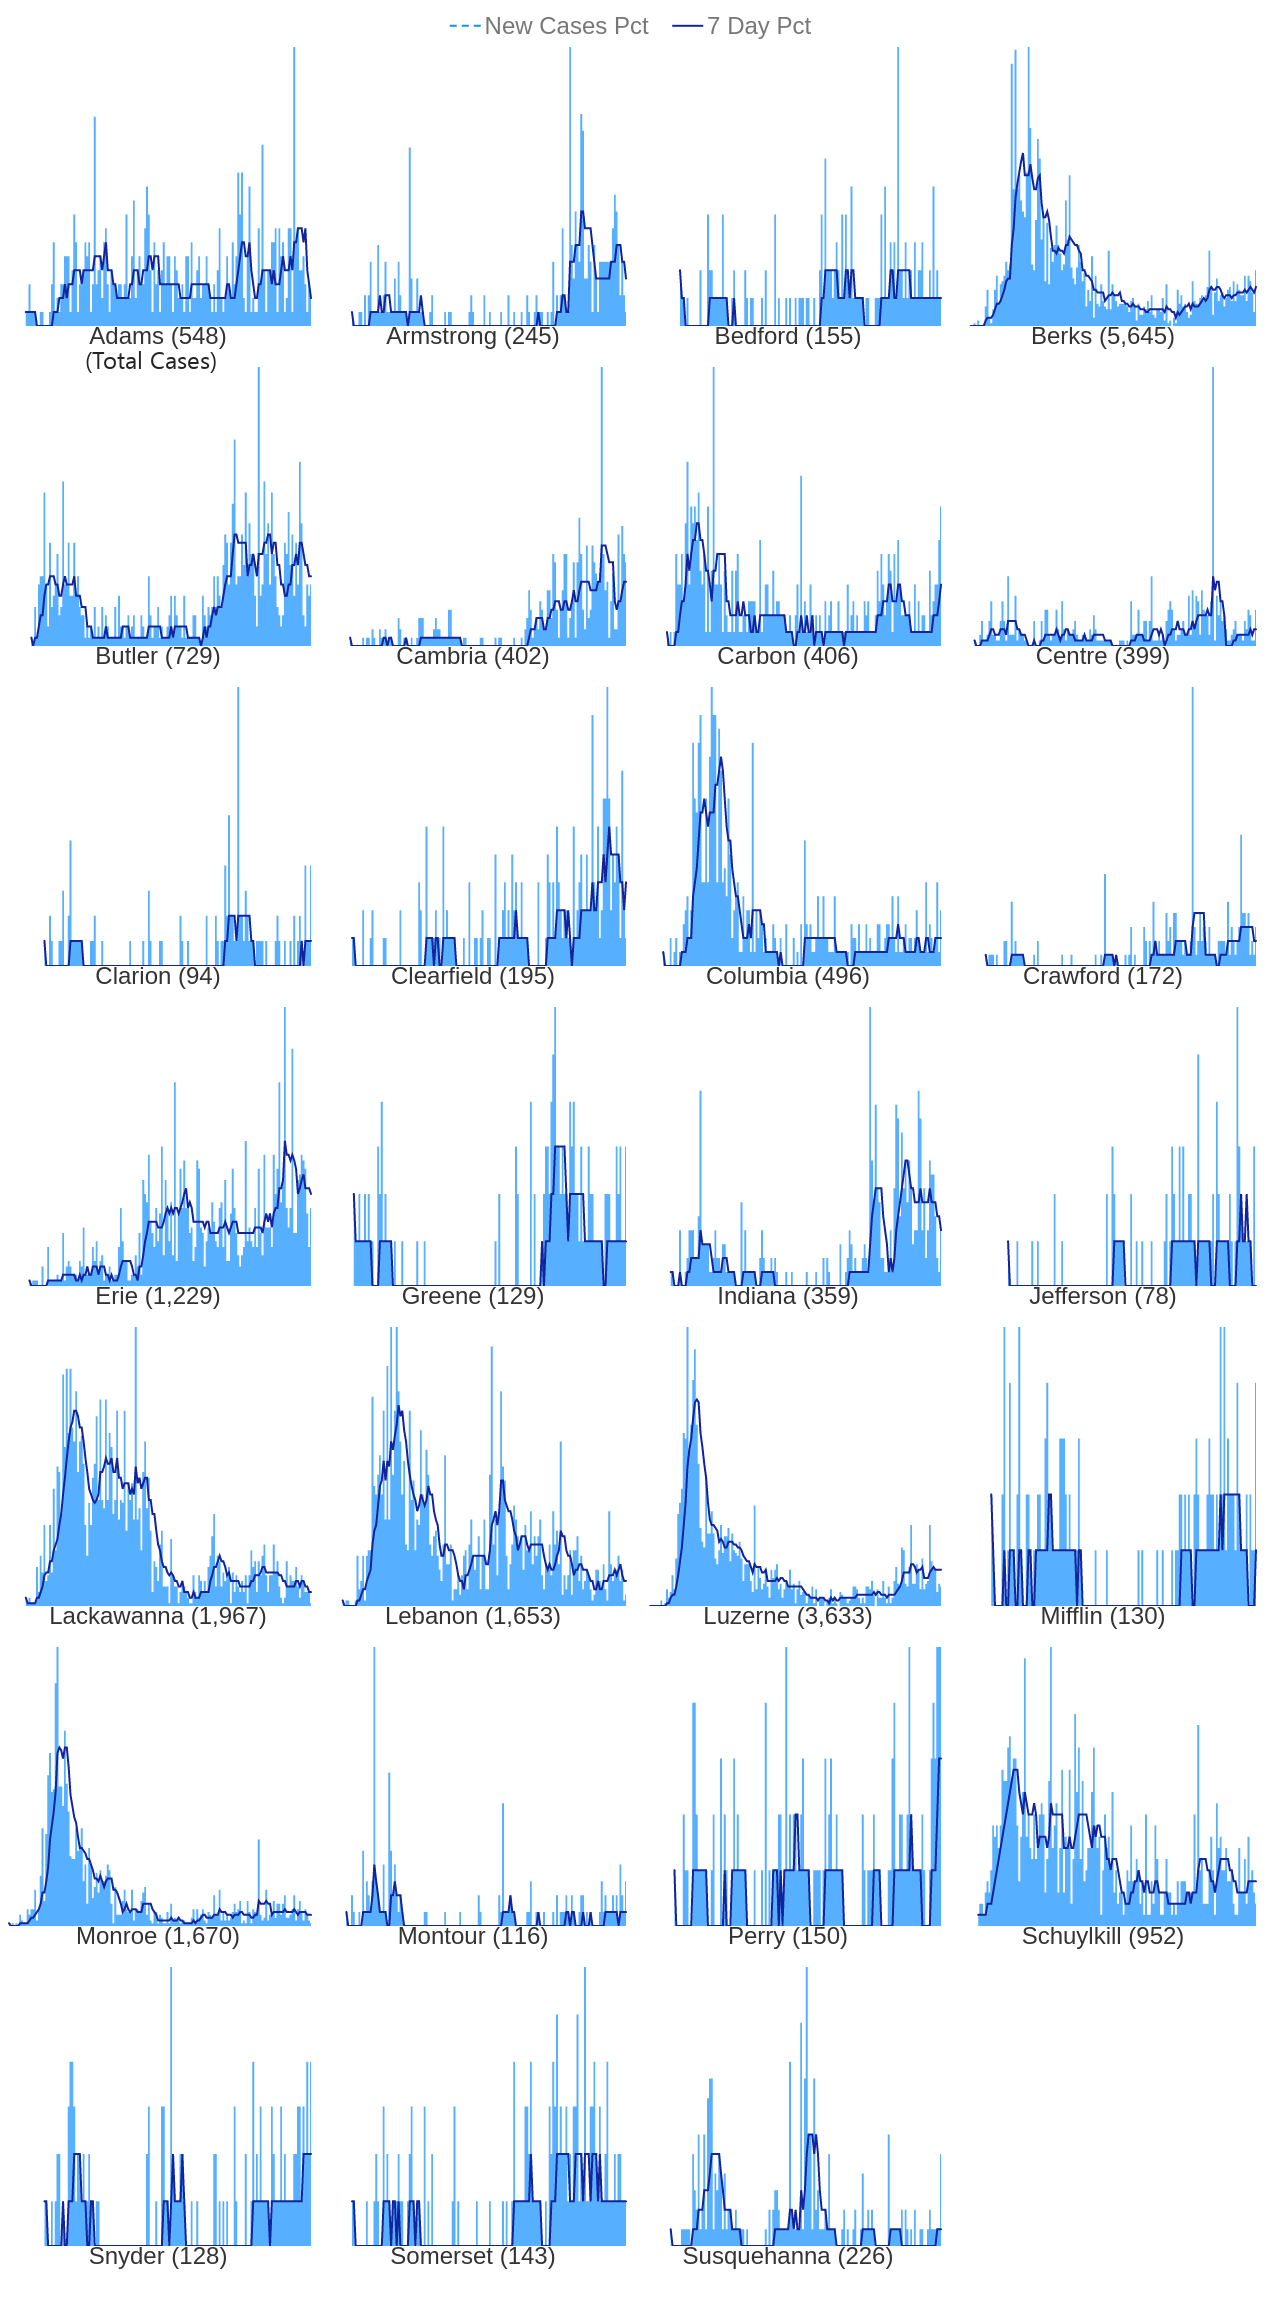 New Cases Pct 7 Day Pct
Adams (548) Armstrong (245) Bedford (155) Berks (5,645)
(Total Cases)
Butler (729) Cambria (402) Carbon (406) Centre (399)
Clarion (94) Clearfield (195) Columbia (496) Crawford (172)
Erie (1,229) Greene (129) Indiana (359) Jefferson (78)
Lackawanna (1,967) Lebanon (1,653) Luzerne (3,633) Mifflin (130)
Monroe (1,670) Montour (116) Perry (150) Schuylkill (952)
Snyder (128) Somerset (143) Susquehanna (226)